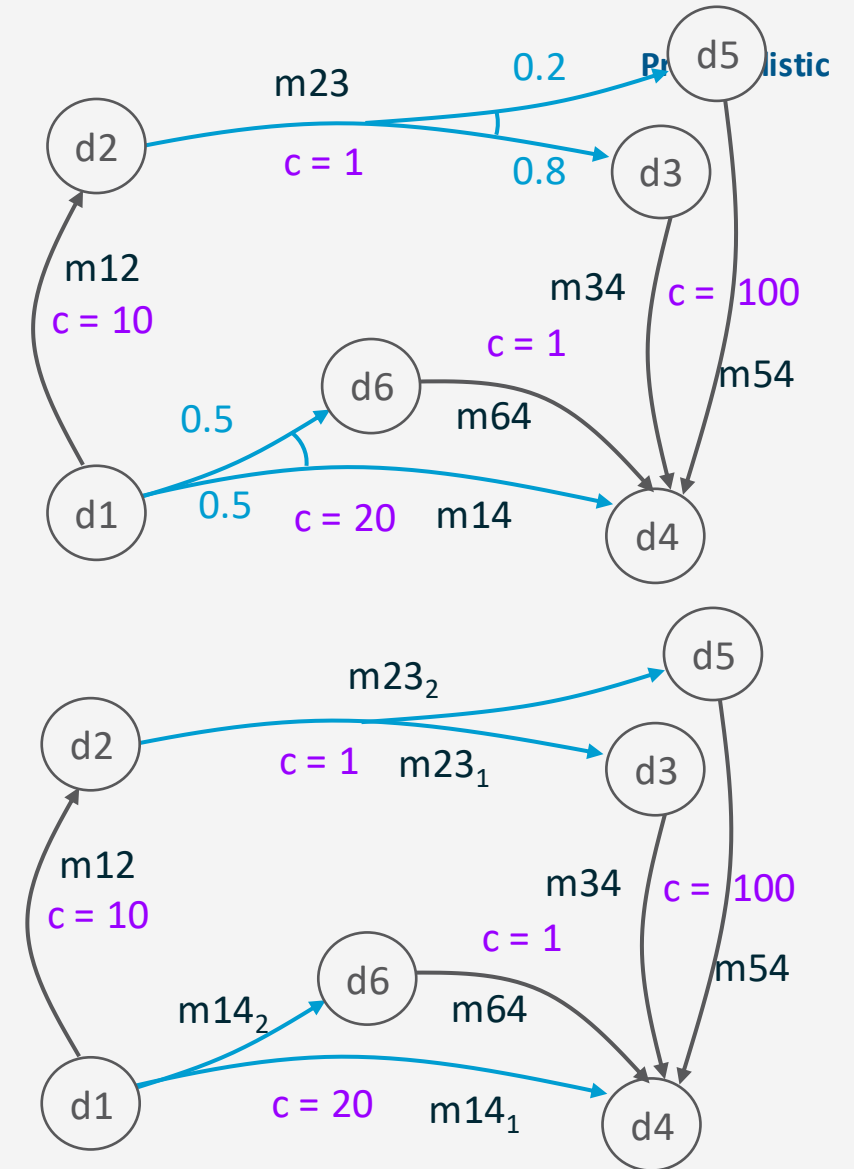 Pr
listic
d5
0.2
m23
d2
d3
c = 1
0.8
m12
c = 10
m34
c = 100
c = 1
m54
d6
0.5
m64
0.5
c = 20
m14
d1
d4
d5
m23₂
d2
c = 1
m23₁
d3
m12
c = 10
m34
c = 100
c = 1
m54
d6
m14₂
m64
d1
c = 20
m14₁
d4